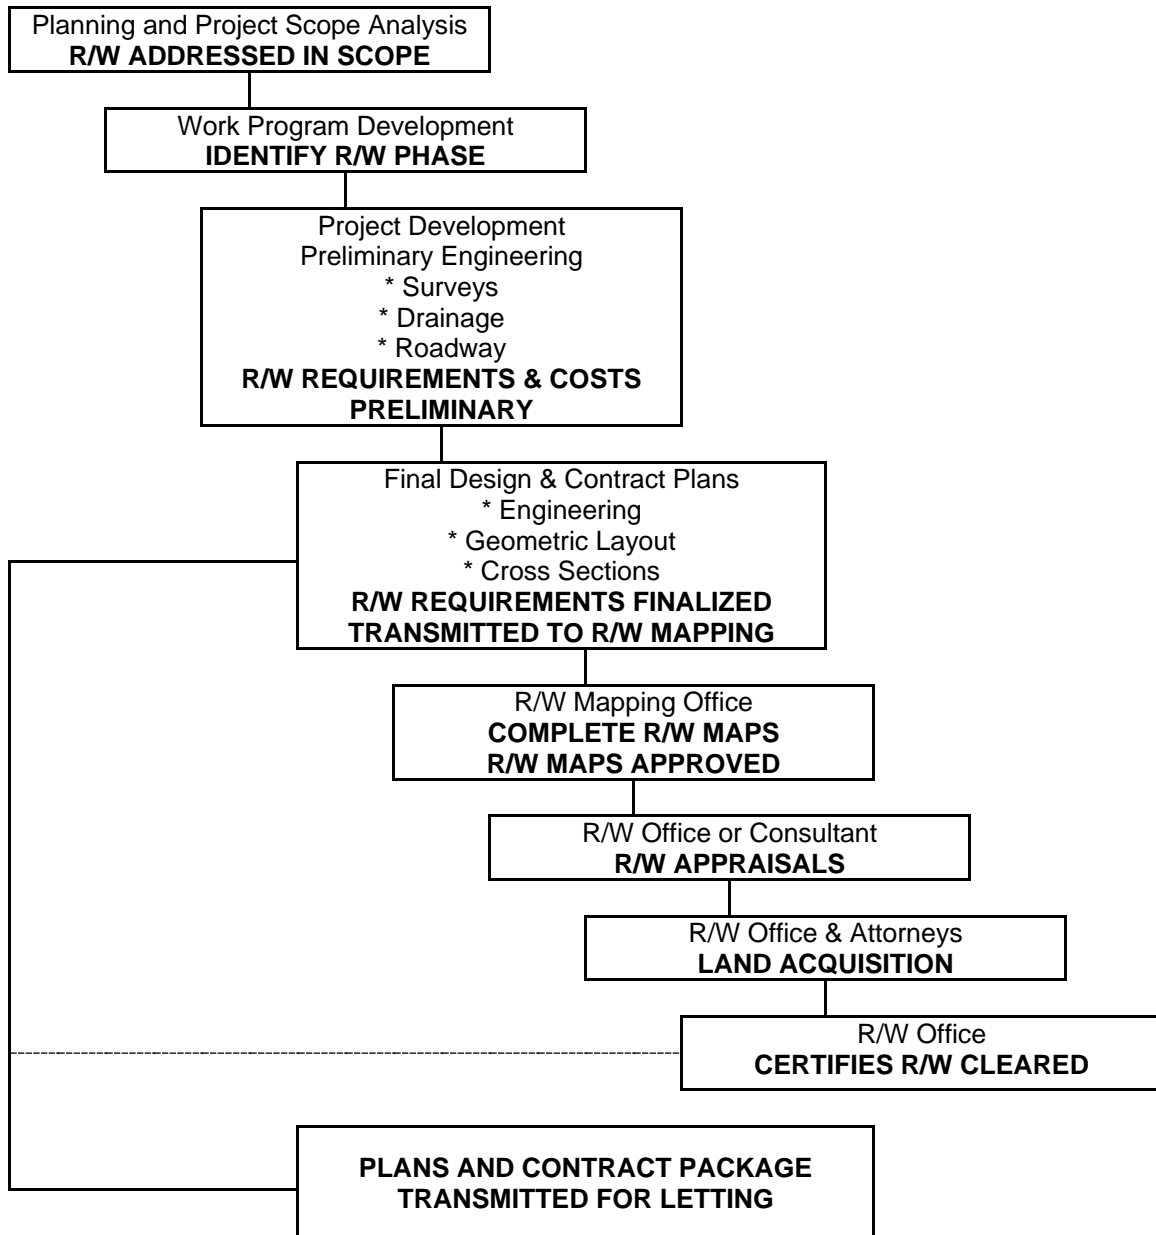 Planning and Project Scope Analysis
R/W ADDRESSED IN SCOPE
Work Program Development
IDENTIFY R/W PHASE
Project Development
Preliminary Engineering
* Surveys
* Drainage
* Roadway
R/W REQUIREMENTS & COSTS
PRELIMINARY
Final Design & Contract Plans
* Engineering
* Geometric Layout
* Cross Sections
R/W REQUIREMENTS FINALIZED
TRANSMITTED TO R/W MAPPING
R/W Mapping Office
COMPLETE R/W MAPS
R/W MAPS APPROVED
R/W Office or Consultant
R/W APPRAISALS
R/W Office & Attorneys
LAND ACQUISITION
R/W Office
CERTIFIES R/W CLEARED
PLANS AND CONTRACT PACKAGE
TRANSMITTED FOR LETTING